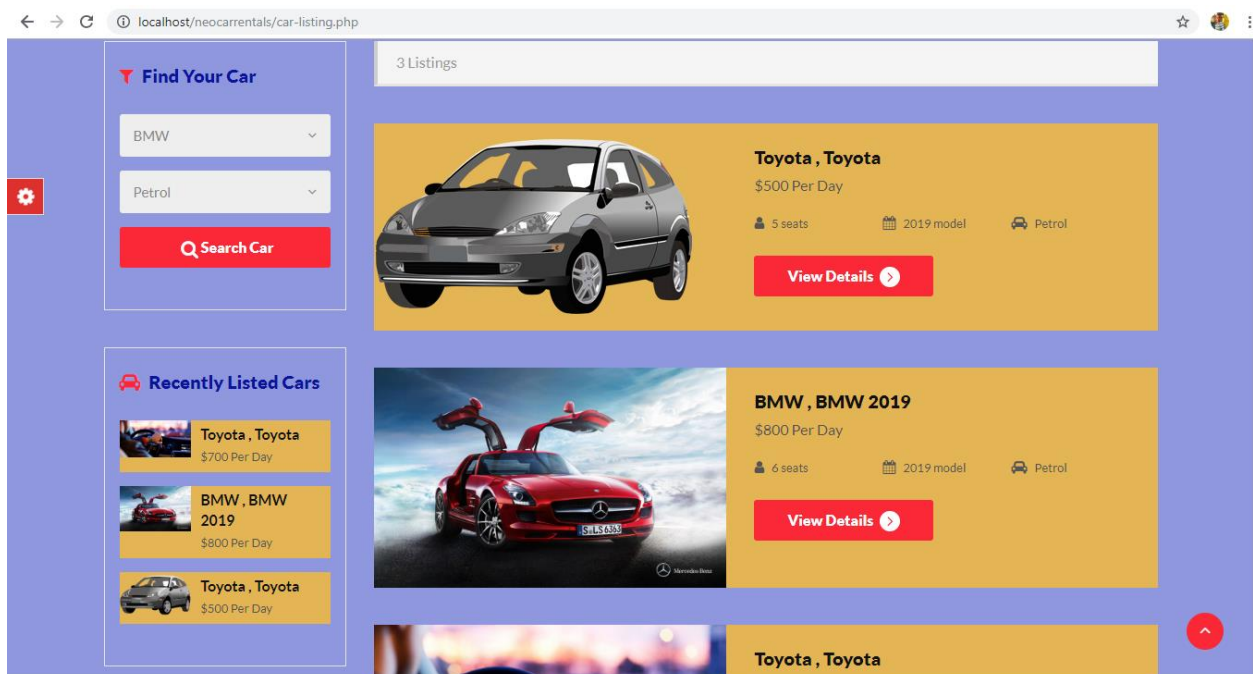 localhost/neocarrentals/car-listing.php
Find Your Car
BMW
Petrol
Search Car
Recently Listed Cars
Toyota , Toyota
$700 Per Day
BMW , BMW
2019
$800 Per Day
Toyota , Toyota
$500 Per Day
3 Listings
Toyota , Toyota
$500 Per Day
5 seats 2019 model Petrol
View Details
S·LS 6363
Mercedes-Benz
BMW , BMW 2019
$800 Per Day
6 seats 2019 model Petrol
View Details
Toyota , Toyota